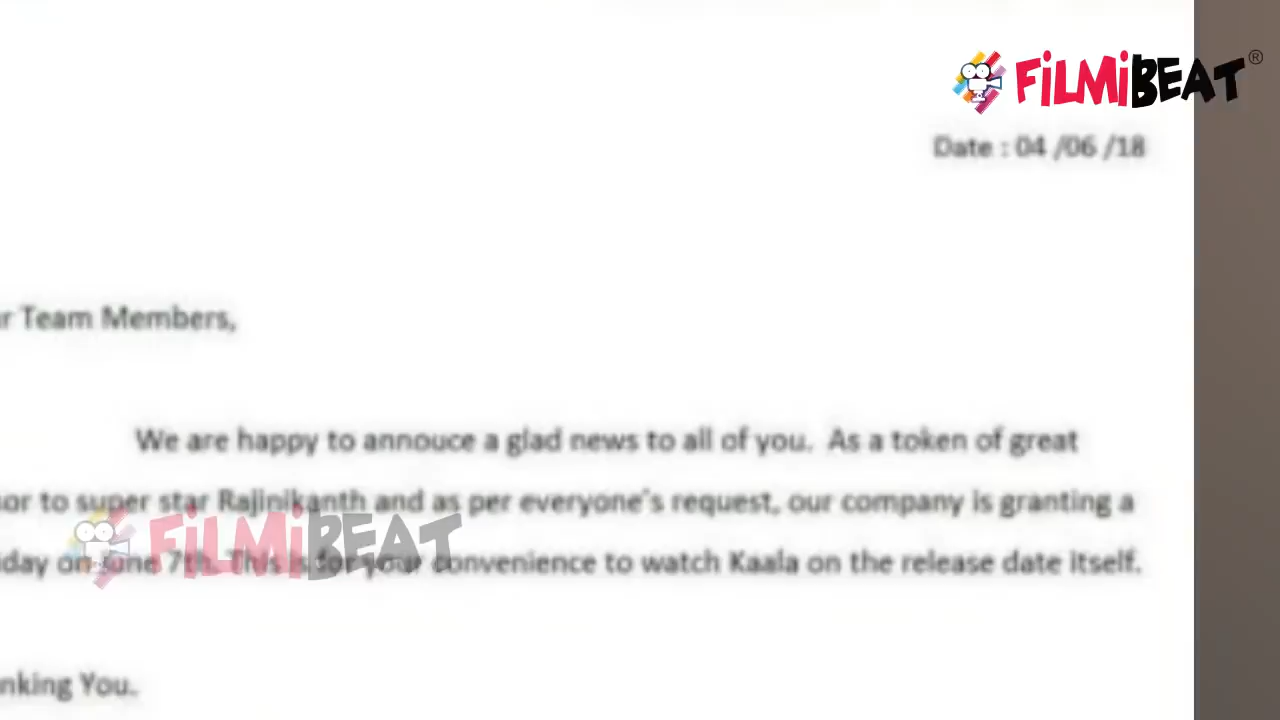 FILMIBEAT®
Date : 04 /06 /18
r Team Members,
We are happy to annouce a glad news to all of you. As a token of great
or to super star Rajinikanth and as per everyone's request, our company is granting a
iday on June 7th. This is for your convenience to watch Kaala on the release date itself.
FILMIBEAT
nking You.